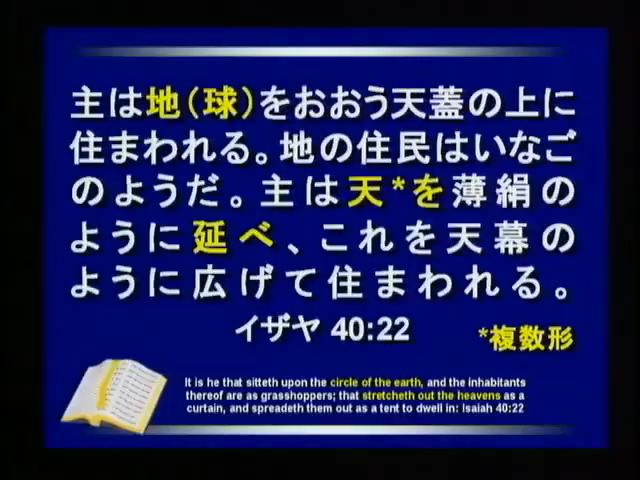 主は地(球)をおおう天蓋の上に
住まわれる。地の住民はいなご
のようだ。主は天*を薄絹の
ように延べ、これを天幕の
ように広げて住まわれる。
イザヤ 40:22
*複数形
It is he that sitteth upon the circle of the earth, and the inhabitants
thereof are as grasshoppers; that stretcheth out the heavens as a
curtain, and spreadeth them out as a tent to dwell in: Isaiah 40:22